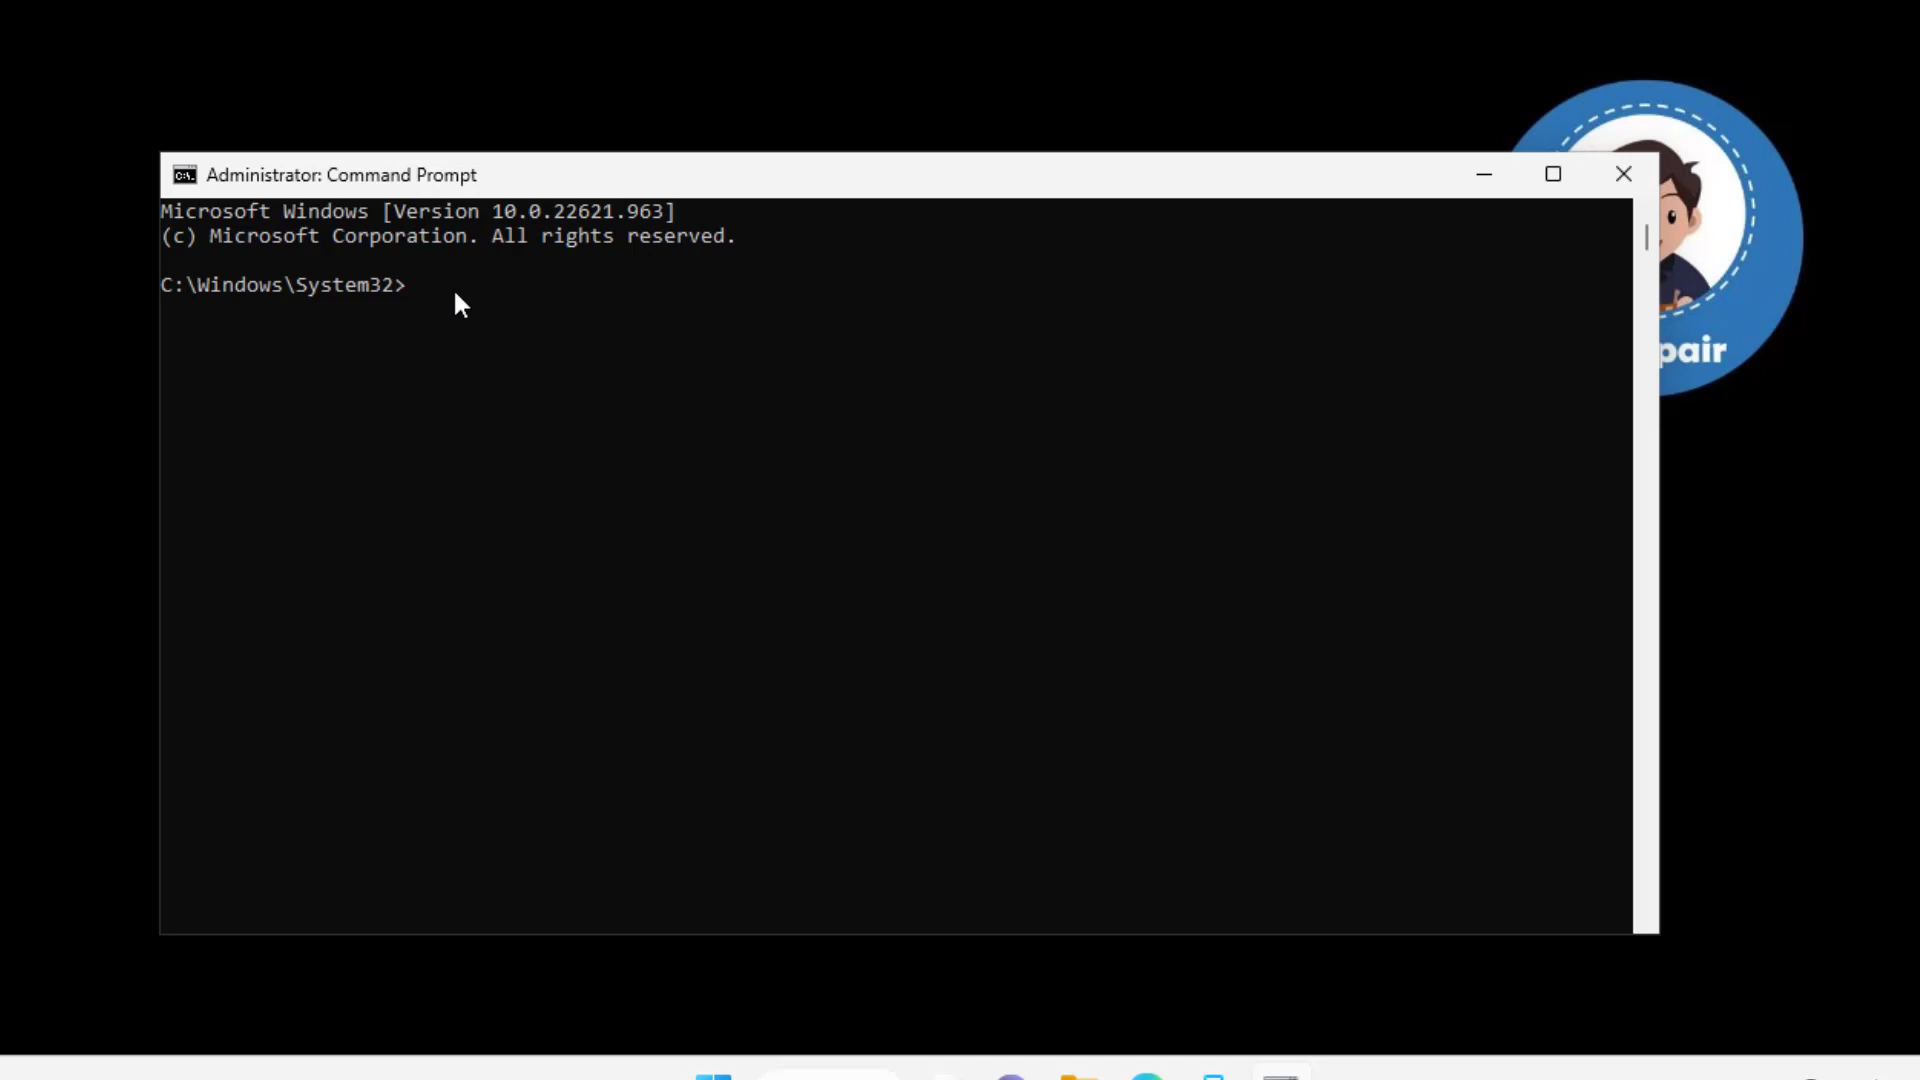 Administrator: Command Prompt
Microsoft Windows [Version 10.0.22621.963]
(c) Microsoft Corporation. All rights reserved.
C:\Windows\System32>
pair